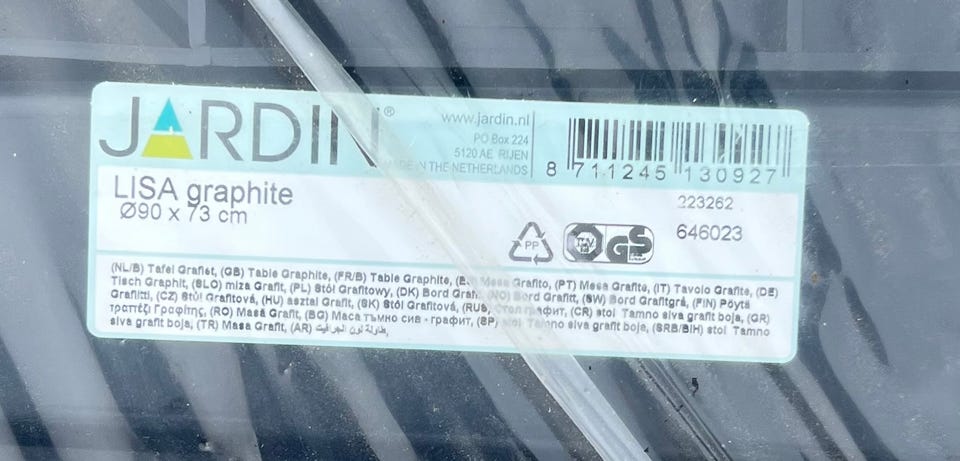 JARDIN®
www.jardin.nl
PO Box 224
5120 AE RIJEN
MADE IN THE NETHERLANDS
8 711245 130927
LISA graphite
Ø90 x 73 cm
223262
646023
PP
GS
(NL/B) Tafel Grafiet, (GB) Table Graphite, (FR/B) Table Graphite, (E) Mesa Grafito, (PT) Mesa Grafite, (IT) Tavolo Grafite, (DE)
Tisch Graphit, (SLO) miza Grafit, (PL) Stół Grafitowy, (DK) Bord Grafit, (NO) Bord Grafitt, (SW) Bord Grafitgrå, (FIN) Pöytä
Grafiitti, (CZ) Stůl Grafitová, (HU) asztal Grafit, (SK) Stôl Grafitová, (RUS) Стол графит, (CR) stol Tamno siva grafit boja, (GR)
τραπέζι Γραφίτης, (RO) Masă Grafit, (BG) Маса тъмно сив - графит, (SP) stol Tamno siva grafit boja, (SRB/BIH) stol Tamno
siva grafit boja, (TR) Masa Grafit, (AR) طاولة لون الجرافيت,